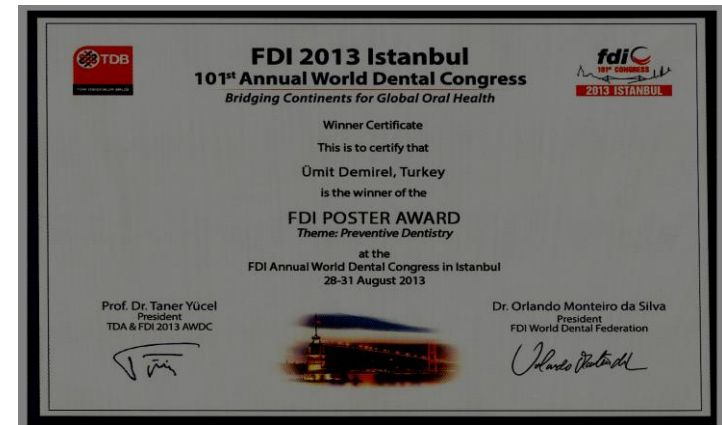 TDB
FDI 2013 Istanbul
101st Annual World Dental Congress
Bridging Continents for Global Oral Health
fdi
101st CONGRESS
2013 ISTANBUL
Winner Certificate
This is to certify that
Ümit Demirel, Turkey
is the winner of the
FDI POSTER AWARD
Theme: Preventive Dentistry
at the
FDI Annual World Dental Congress in Istanbul
28-31 August 2013
Prof. Dr. Taner Yücel
President
TDA & FDI 2013 AWDC
Dr. Orlando Monteiro da Silva
President
FDI World Dental Federation